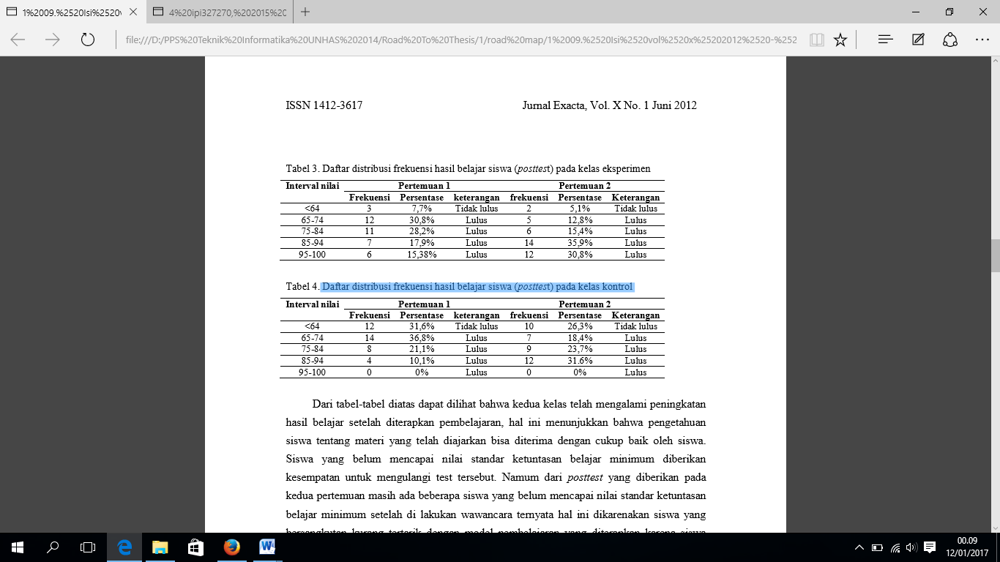 1%2009.%2520Isi%2520v
4%20ipi327270,%202015%20
file:///D:/PPS%20Teknik%20Informatika%20UNHAS%202014/Road%20To%20Thesis/1/road%20map/1%2009.%2520Isi%2520vol%2520x%25202012%2520-%252
ISSN 1412-3617 Jurnal Exacta, Vol. X No. 1 Juni 2012
Tabel 3. Daftar distribusi frekuensi hasil belajar siswa (posttest) pada kelas eksperimen
Interval nilai Pertemuan 1 Pertemuan 2
Frekuensi Persentase keterangan frekuensi Persentase Keterangan
<64 3 7,7% Tidak lulus 2 5,1% Tidak lulus
65-74 12 30,8% Lulus 5 12,8% Lulus
75-84 11 28,2% Lulus 6 15,4% Lulus
85-94 7 17,9% Lulus 14 35,9% Lulus
95-100 6 15,38% Lulus 12 30,8% Lulus
Tabel 4. Daftar distribusi frekuensi hasil belajar siswa (posttest) pada kelas kontrol
Interval nilai Pertemuan 1 Pertemuan 2
Frekuensi Persentase keterangan frekuensi Persentase Keterangan
<64 12 31,6% Tidak lulus 10 26,3% Tidak lulus
65-74 14 36,8% Lulus 7 18,4% Lulus
75-84 8 21,1% Lulus 9 23,7% Lulus
85-94 4 10,1% Lulus 12 31.6% Lulus
95-100 0 0% Lulus 0 0% Lulus
Dari tabel-tabel diatas dapat dilihat bahwa kedua kelas telah mengalami peningkatan
hasil belajar setelah diterapkan pembelajaran, hal ini menunjukkan bahwa pengetahuan
siswa tentang materi yang telah diajarkan bisa diterima dengan cukup baik oleh siswa.
Siswa yang belum mencapai nilai standar ketuntasan belajar minimum diberikan
kesempatan untuk mengulangi test tersebut. Namum dari posttest yang diberikan pada
kedua pertemuan masih ada beberapa siswa yang belum mencapai nilai standar ketuntasan
belajar minimum setelah di lakukan wawancara ternyata hal ini dikarenakan siswa yang
bersangkutan kurang tertarik dengan model pembelajaran yang diterapkan karena siswa
00.09
12/01/2017